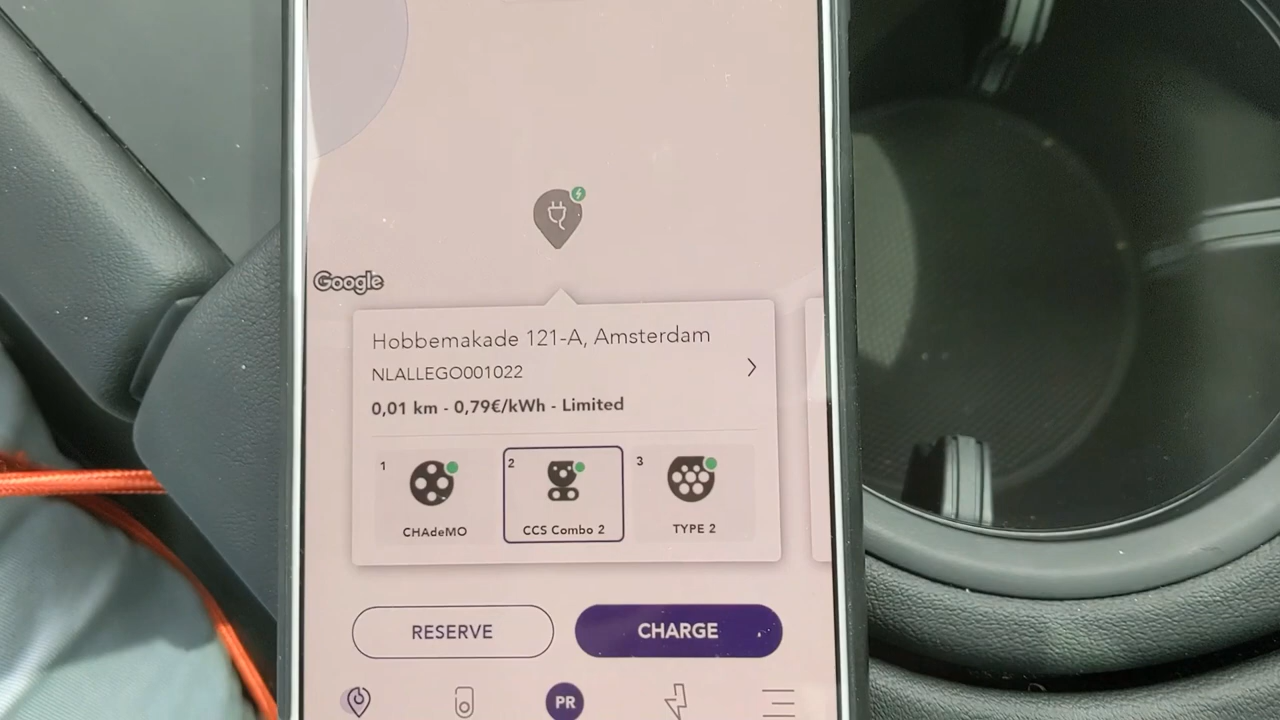 Google
Hobbemakade 121-A, Amsterdam
NLALLEGO001022
0,01 km - 0,79€/kWh - Limited
1
2
3
CHAdeMO
CCS Combo 2
TYPE 2
RESERVE
CHARGE
PR